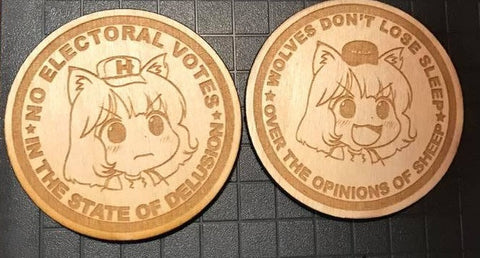 NO ELECTORAL VOTES
★ IN THE STATE OF DELUSION ★
H
WOLVES DON'T LOSE SLEEP
★ OVER THE OPINIONS OF SHEEP ★